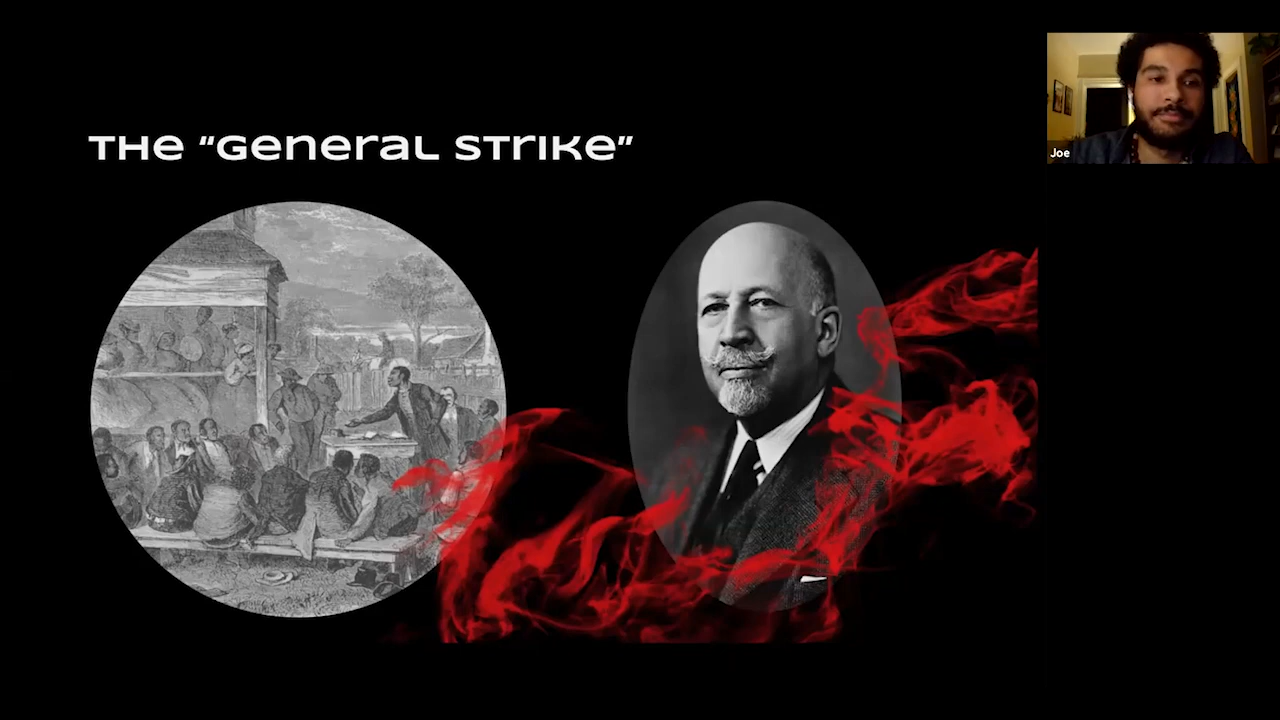 THE “General Strike”
Joe